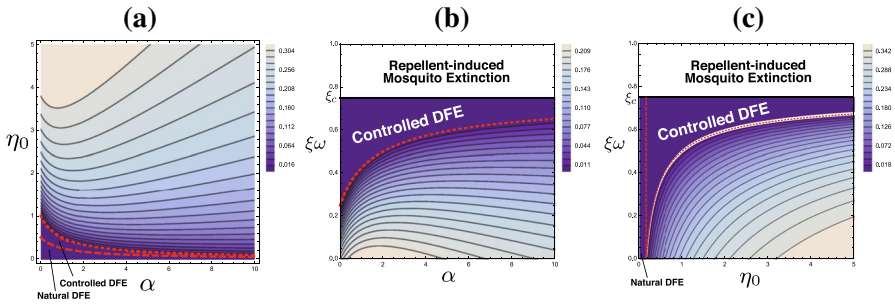 (a)
5
4
3
2
1
0
η0
0
2
4
6
8
10
α
Controlled DFE
Natural DFE
0.304
0.256
0.208
0.160
0.112
0.064
0.016
(b)
1,0
ξc
0,6
0,4
0,2
0,0
ξω
Repellent-induced
Mosquito Extinction
Controlled DFE
0
2
4
6
8
10
α
0.209
0.176
0.143
0.110
0.077
0.044
0.011
(c)
1,0
ξc
0,6
0,4
0,2
0,0
ξω
Repellent-induced
Mosquito Extinction
Controlled DFE
0
1
2
3
4
5
Natural DFE
η0
0.342
0.288
0.234
0.180
0.126
0.072
0.018